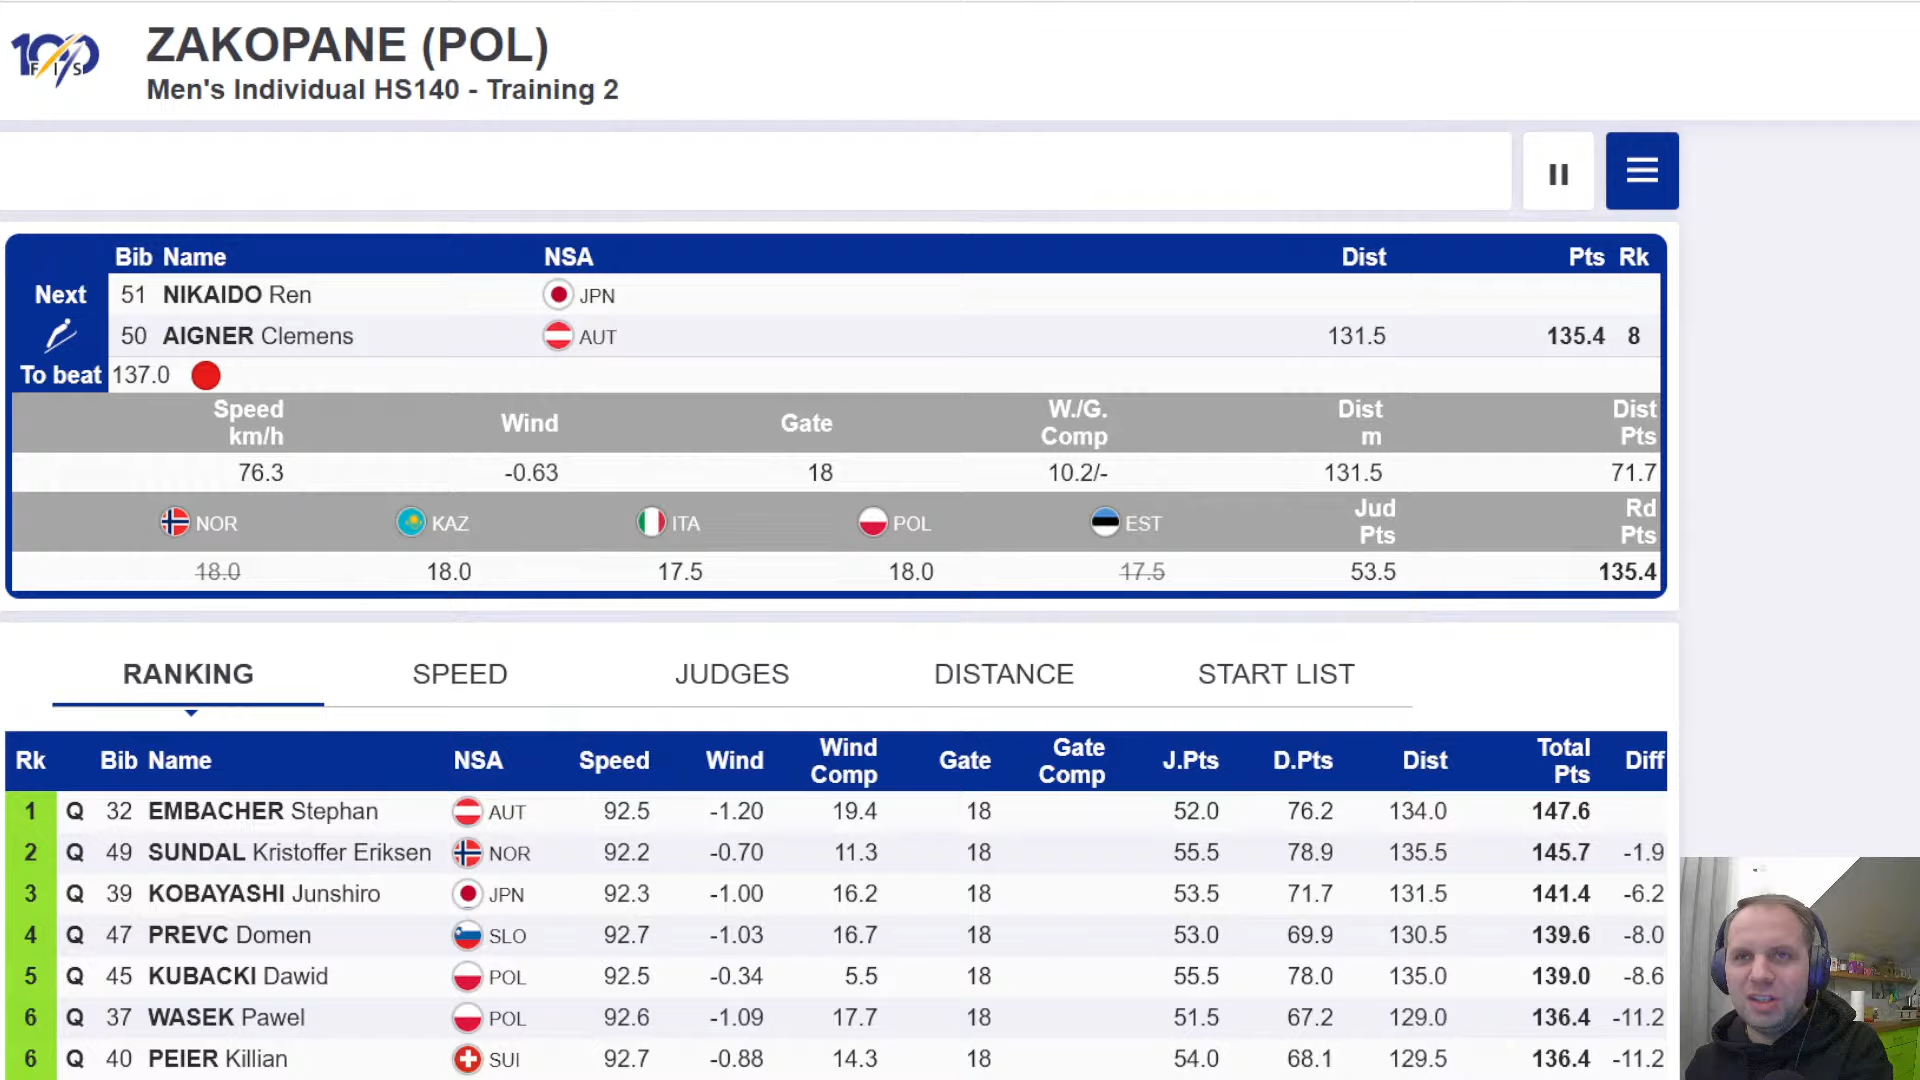 100
FIS
ZAKOPANE (POL)
Men's Individual HS140 - Training 2
Bib Name NSA Dist Pts Rk
Next 51 NIKAIDO Ren JPN
50 AIGNER Clemens AUT 131.5 135.4 8
To beat 137.0
Speed km/h Wind Gate W./G. Comp Dist m Dist Pts
76.3 -0.63 18 10.2/- 131.5 71.7
NOR KAZ ITA POL EST Jud Pts Rd Pts
18.0 18.0 17.5 18.0 17.5 53.5 135.4
RANKING SPEED JUDGES DISTANCE START LIST
Rk Bib Name NSA Speed Wind Wind Comp Gate Gate Comp J.Pts D.Pts Dist Total Pts Diff
1 Q 32 EMBACHER Stephan AUT 92.5 -1.20 19.4 18 52.0 76.2 134.0 147.6
2 Q 49 SUNDAL Kristoffer Eriksen NOR 92.2 -0.70 11.3 18 55.5 78.9 135.5 145.7 -1.9
3 Q 39 KOBAYASHI Junshiro JPN 92.3 -1.00 16.2 18 53.5 71.7 131.5 141.4 -6.2
4 Q 47 PREVC Domen SLO 92.7 -1.03 16.7 18 53.0 69.9 130.5 139.6 -8.0
5 Q 45 KUBACKI Dawid POL 92.5 -0.34 5.5 18 55.5 78.0 135.0 139.0 -8.6
6 Q 37 WASEK Pawel POL 92.6 -1.09 17.7 18 51.5 67.2 129.0 136.4 -11.2
6 Q 40 PEIER Killian SUI 92.7 -0.88 14.3 18 54.0 68.1 129.5 136.4 -11.2